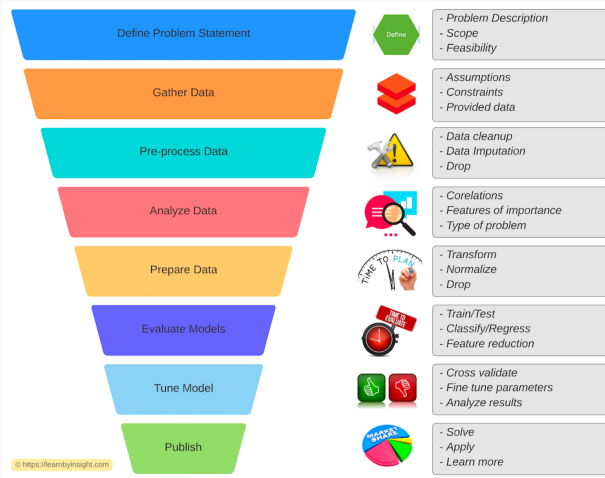 Define Problem Statement
Define
- Problem Description
- Scope
- Feasibility
Gather Data
- Assumptions
- Constraints
- Provided data
Pre-process Data
- Data cleanup
- Data Imputation
- Drop
Analyze Data
- Corelations
- Features of importance
- Type of problem
Prepare Data
TIME TO PLAN
- Transform
- Normalize
- Drop
Evaluate Models
TIME TO
EVALUATE
- Train/Test
- Classify/Regress
- Feature reduction
Tune Model
- Cross validate
- Fine tune parameters
- Analyze results
Publish
MARKET
SHARE
- Solve
- Apply
- Learn more
© https://learnbyinsight.com